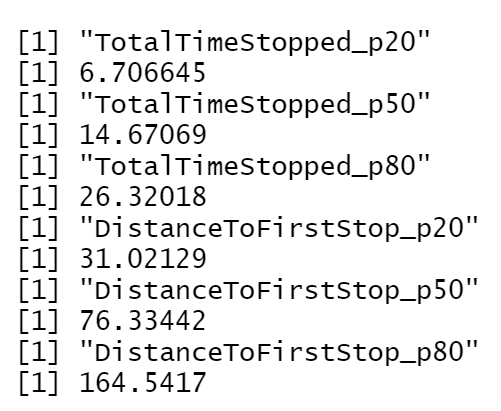 [1] "TotalTimeStopped_p20"
[1] 6.706645
[1] "TotalTimeStopped_p50"
[1] 14.67069
[1] "TotalTimeStopped_p80"
[1] 26.32018
[1] "DistanceToFirstStop_p20"
[1] 31.02129
[1] "DistanceToFirstStop_p50"
[1] 76.33442
[1] "DistanceToFirstStop_p80"
[1] 164.5417